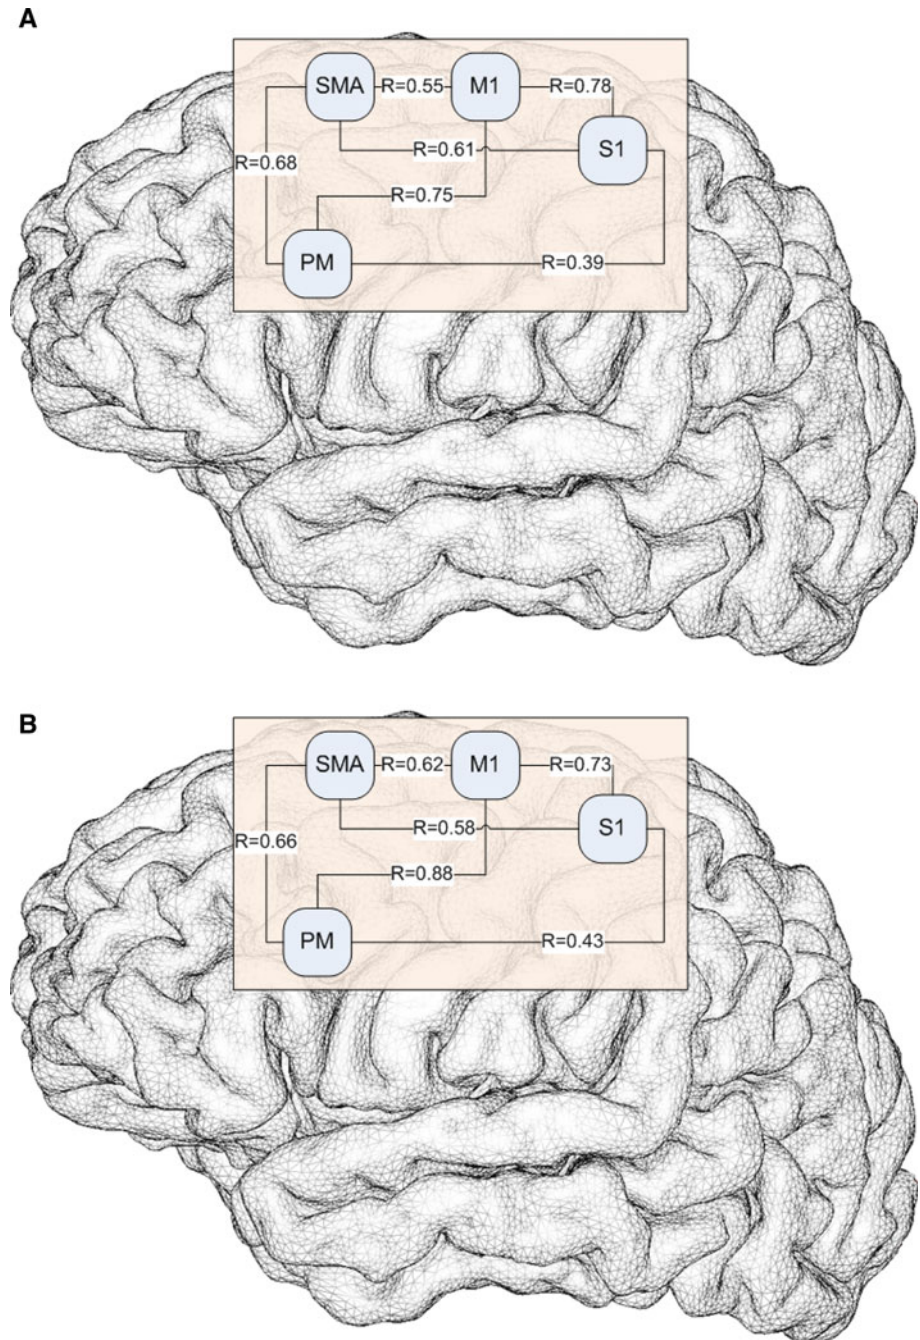 A
SMA R=0.55 M1 R=0.78
R=0.61 S1
R=0.68
R=0.75
PM R=0.39
B
SMA R=0.62 M1 R=0.73
R=0.58 S1
R=0.66
R=0.88
PM R=0.43